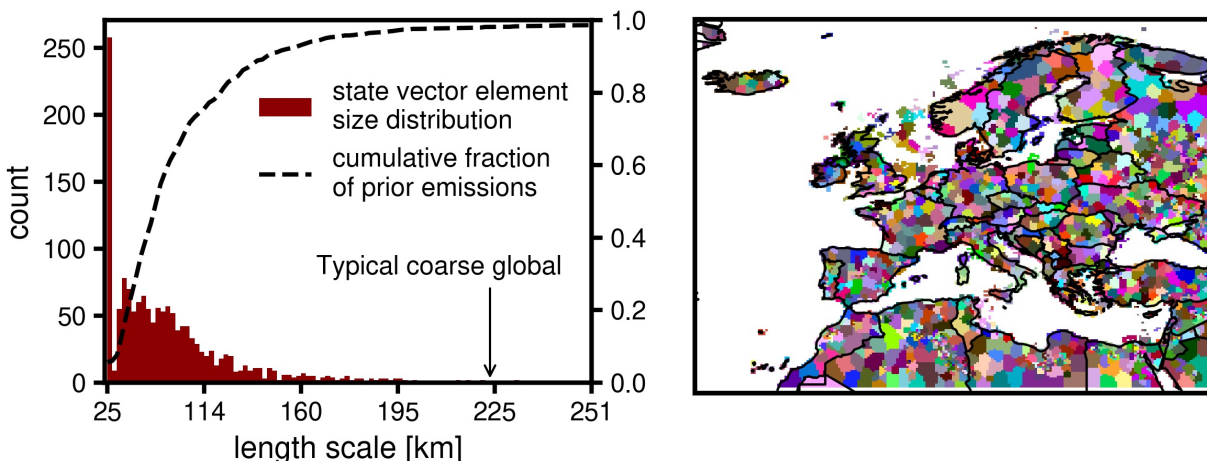 250
200
150
100
50
0
count
1.0
0.8
0.6
0.4
0.2
0.0
state vector element
size distribution
cumulative fraction
of prior emissions
Typical coarse global
25
114
160
195
225
251
length scale [km]